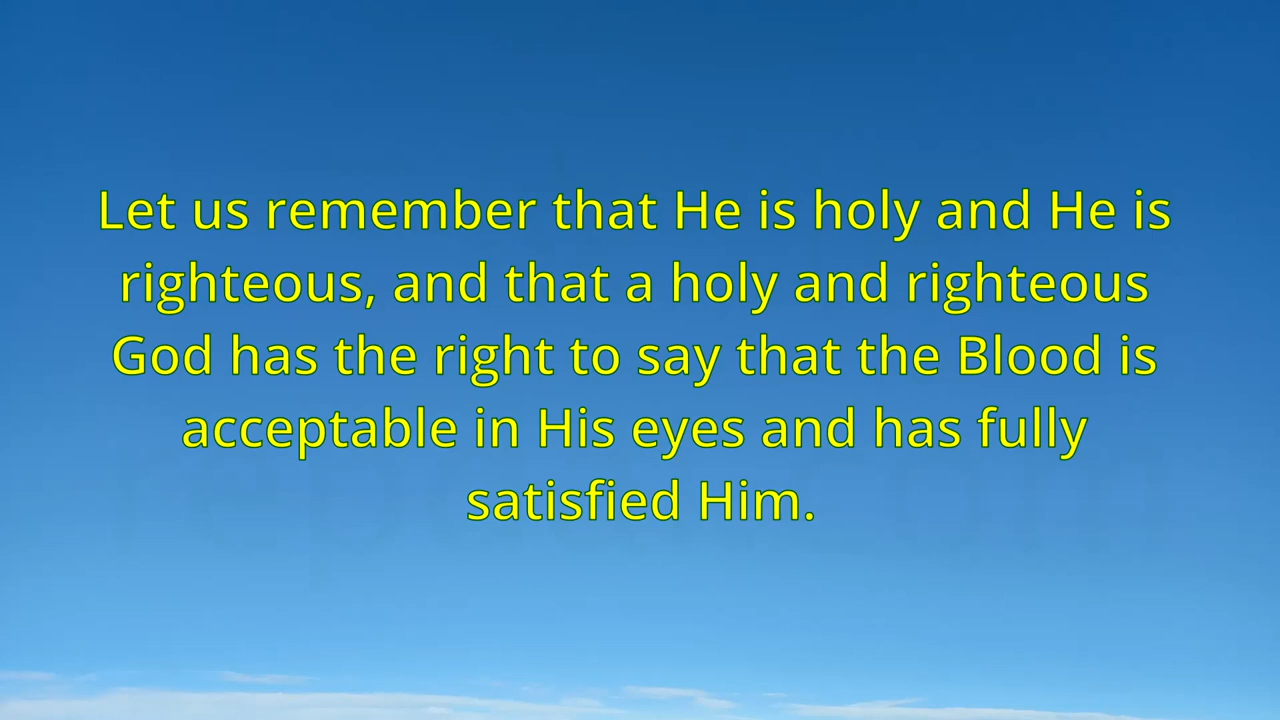 Let us remember that He is holy and He is
righteous, and that a holy and righteous
God has the right to say that the Blood is
acceptable in His eyes and has fully
satisfied Him.